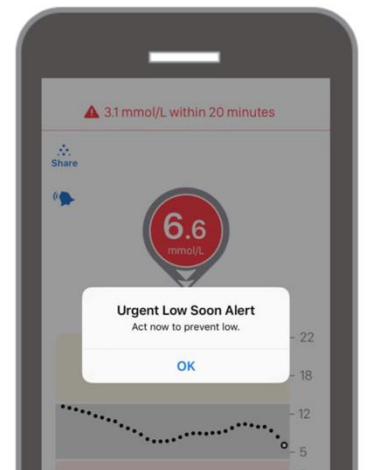 3.1 mmol/L within 20 minutes
Share
6.6
mmol/L
Urgent Low Soon Alert
Act now to prevent low.
OK
22
18
12
5